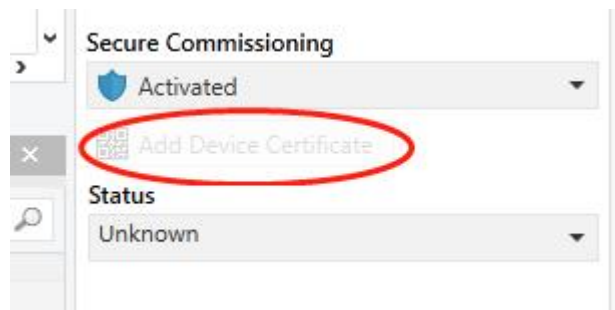 Secure Commissioning
Activated
Add Device Certificate
Status
Unknown